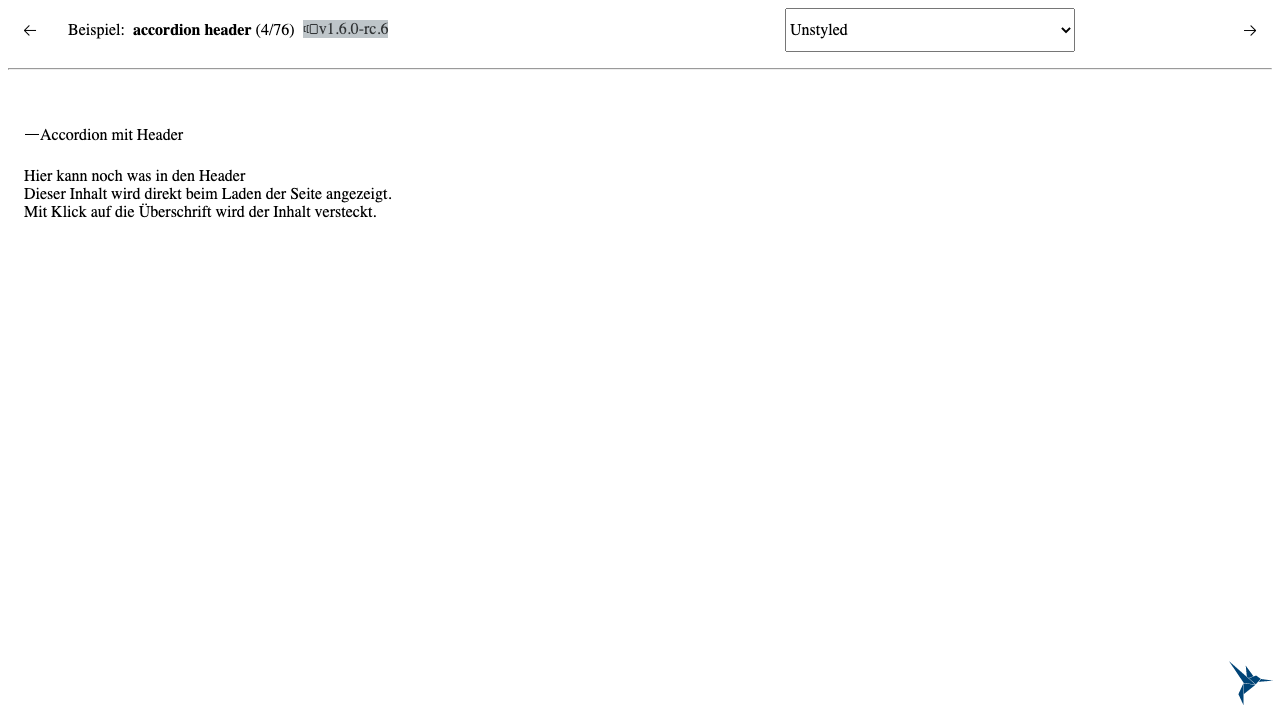 Beispiel: accordion header (4/76) v1.6.0-rc.6
Unstyled
Accordion mit Header
Hier kann noch was in den Header
Dieser Inhalt wird direkt beim Laden der Seite angezeigt.
Mit Klick auf die Überschrift wird der Inhalt versteckt.